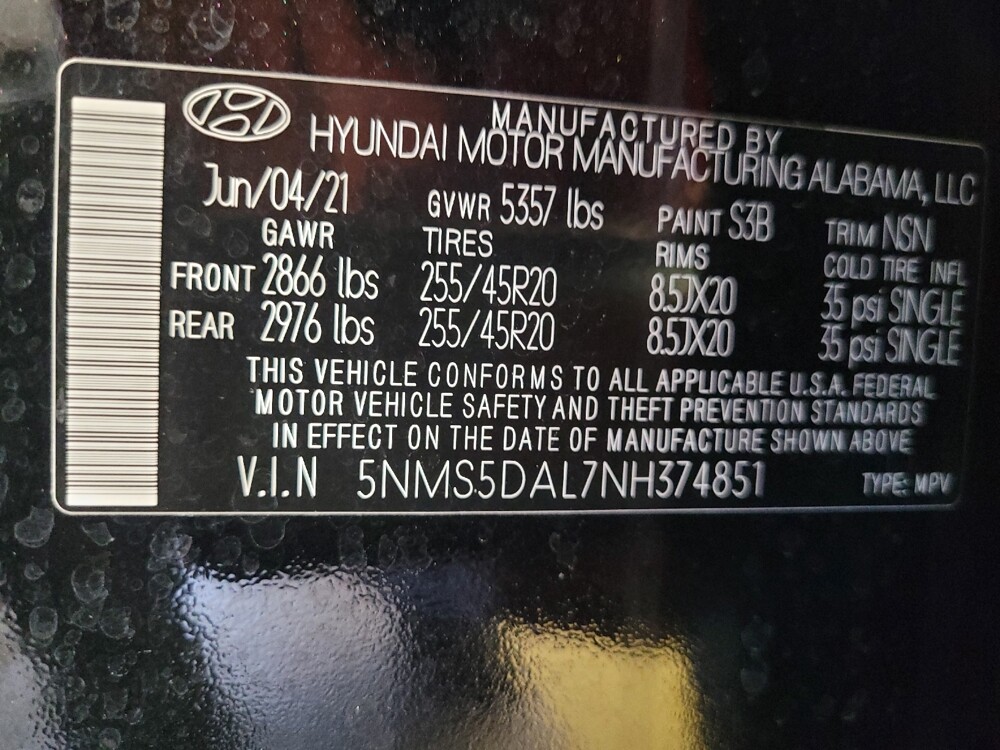 MANUFACTURED BY
HYUNDAI MOTOR MANUFACTURING ALABAMA, LLC
Jun/04/21 GVWR 5357 lbs PAINT S3B TRIM NSN
GAWR TIRES RIMS COLD TIRE INFL
FRONT 2866 lbs 255/45R20 8.5JX20 35 psi SINGLE
REAR 2976 lbs 255/45R20 8.5JX20 35 psi SINGLE
THIS VEHICLE CONFORMS TO ALL APPLICABLE U.S.A. FEDERAL
MOTOR VEHICLE SAFETY AND THEFT PREVENTION STANDARDS
IN EFFECT ON THE DATE OF MANUFACTURE SHOWN ABOVE
V.I.N 5NMS5DAL7NH374851 TYPE: MPV